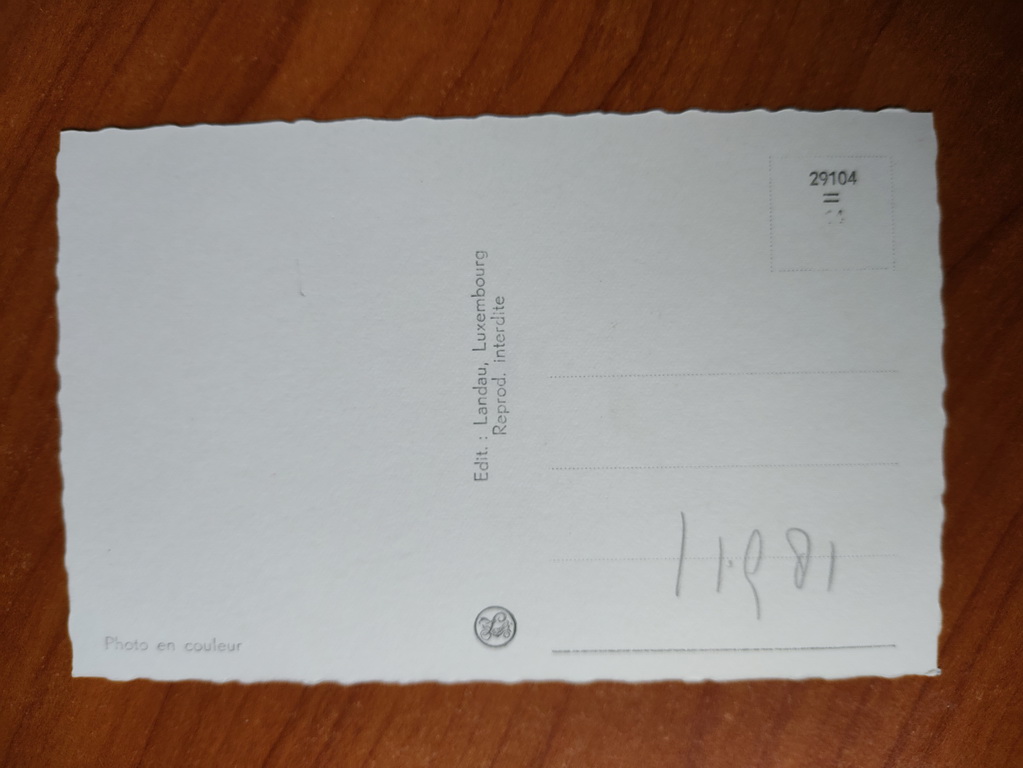 29104
Edit. : Landau, Luxembourg
Reprod. interdite
Photo en couleur